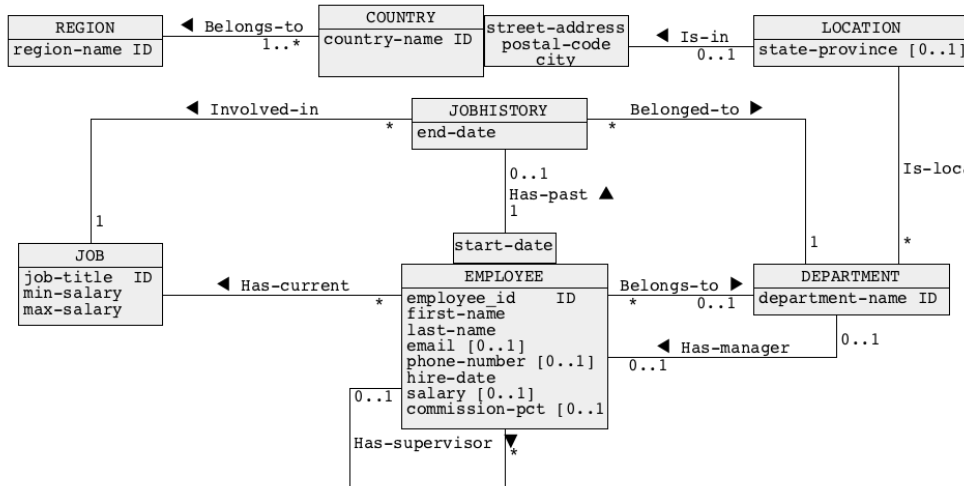 REGION
region-name ID
◄ Belongs-to
1..*
COUNTRY
country-name ID
street-address
postal-code
city
◄ Is-in
0..1
LOCATION
state-province [0..1]
◄ Involved-in
*
JOBHISTORY
end-date
Belonged-to ►
*
0..1
Has-past ▲
1
Is-loc
1
1
*
start-date
JOB
job-title ID
min-salary
max-salary
◄ Has-current
*
EMPLOYEE
employee_id ID
first-name
last-name
email [0..1]
phone-number [0..1]
hire-date
salary [0..1]
commission-pct [0..1
Belongs-to ►
*
0..1
DEPARTMENT
department-name ID
◄ Has-manager
0..1
0..1
0..1
Has-supervisor ▼
*